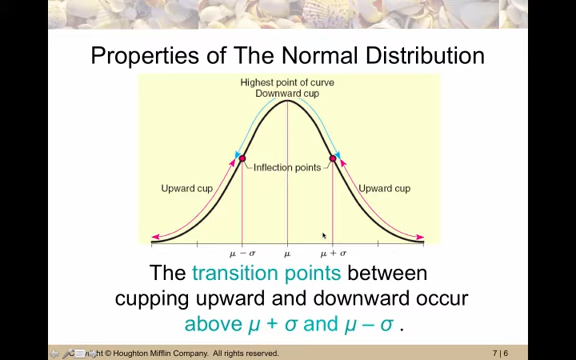 Properties of The Normal Distribution
Highest point of curve
Downward cup
Inflection points
Upward cup
Upward cup
μ − σ
μ
μ + σ
The transition points between
cupping upward and downward occur
above μ + σ and μ – σ .
© Houghton Mifflin Company. All rights reserved.
7 | 6